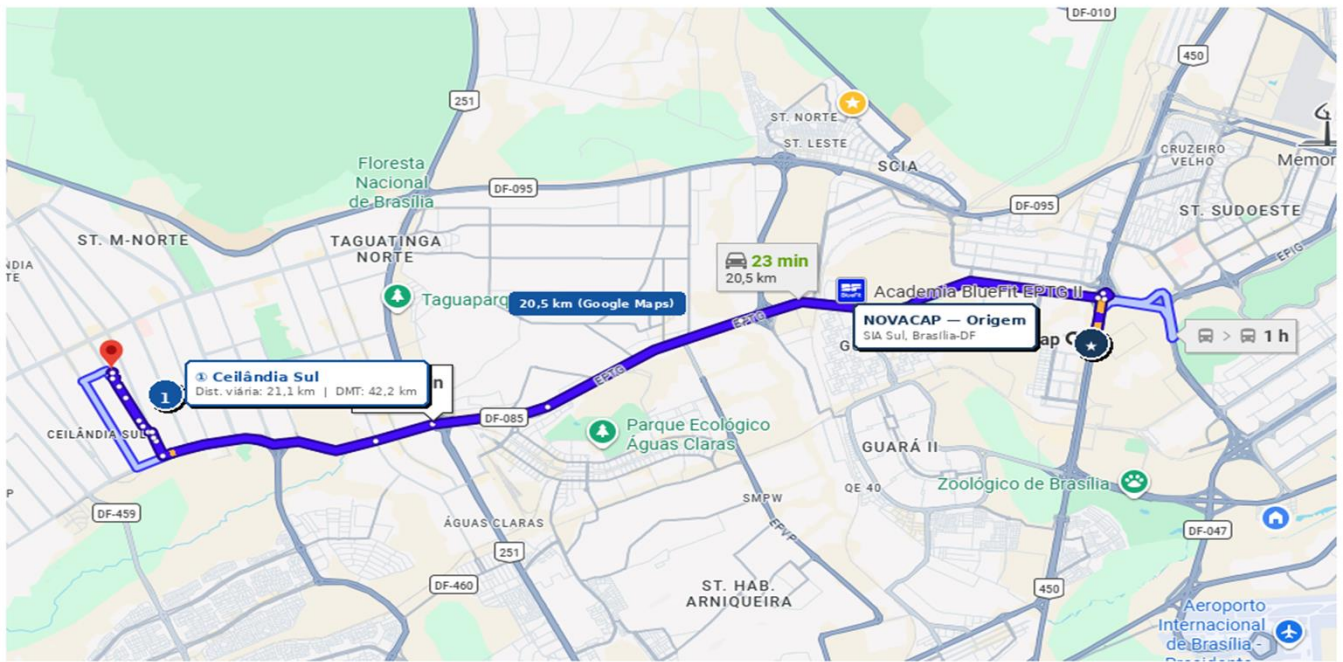 DF-010
450
251
ST. NORTE
ST. LESTE
SCIA
CRUZEIRO
VELHO
Floresta
Nacional
de Brasília
DF-095
DF-095
ST. SUDOESTE
ST. M-NORTE
TAGUATINGA
NORTE
EPIG
23 min
20,5 km
Academia BlueFit EPTG II
20,5 km (Google Maps)
EPTG
NOVACAP — Origem
SIA Sul, Brasília-DF
1 h
① Ceilândia Sul
Dist. viária: 21,1 km | DMT: 42,2 km
1
EPTG
DF-085
CEILÂNDIA SUL
Parque Ecológico
Águas Claras
GUARÁ II
Zoológico de Brasília
QE 40
SMPW
DF-459
ÁGUAS CLARAS
EPVP
DF-047
251
DF-460
ST. HAB.
ARNIQUEIRA
450
Aeroporto
Internacional
de Brasília -